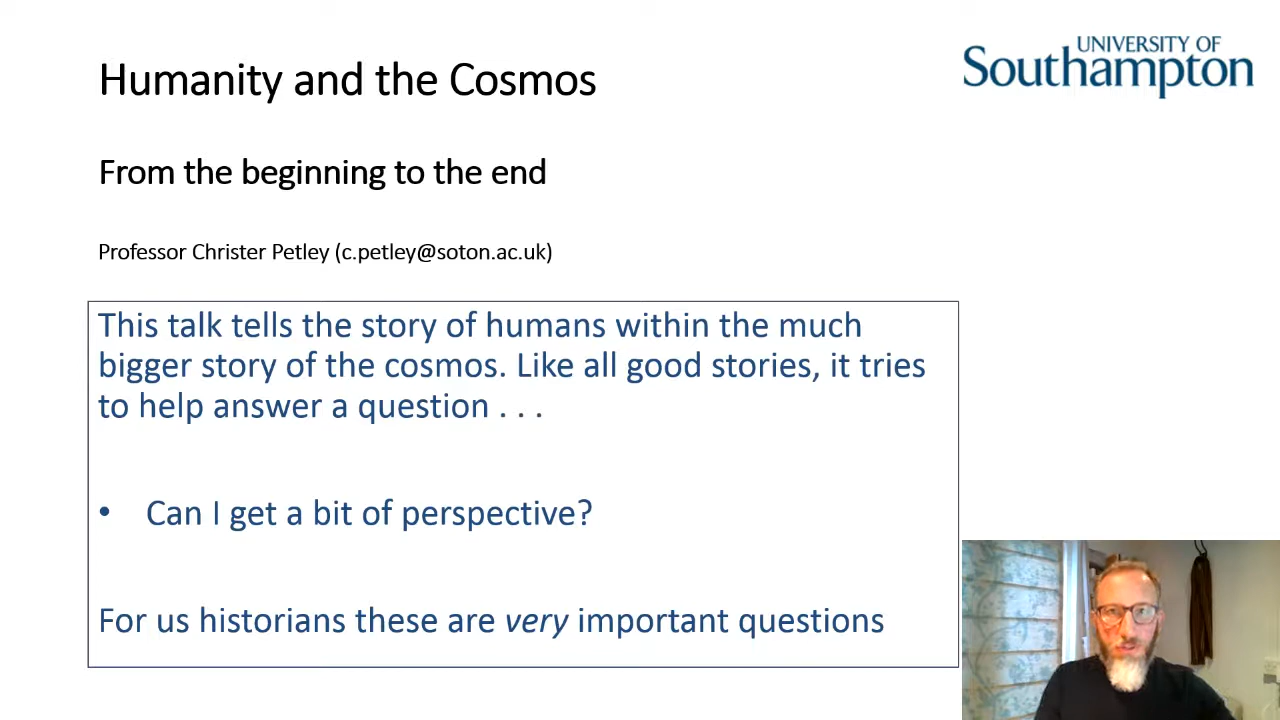 Humanity and the Cosmos
UNIVERSITY OF
Southampton
From the beginning to the end
Professor Christer Petley (c.petley@soton.ac.uk)
This talk tells the story of humans within the much
bigger story of the cosmos. Like all good stories, it tries
to help answer a question . . .
• Can I get a bit of perspective?
For us historians these are very important questions